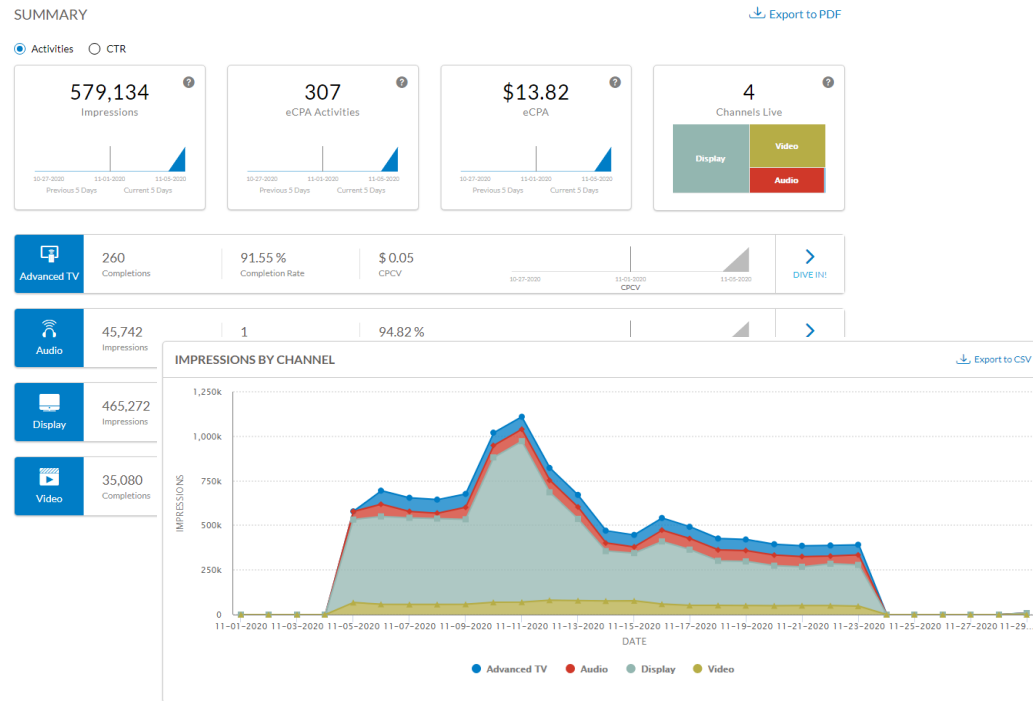 SUMMARY
Export to PDF
Activities CTR
579,134
Impressions
10-27-2020 11-01-2020 11-05-2020
Previous 5 Days Current 5 Days
307
eCPA Activities
10-27-2020 11-01-2020 11-05-2020
Previous 5 Days Current 5 Days
$13.82
eCPA
10-27-2020 11-01-2020 11-05-2020
Previous 5 Days Current 5 Days
4
Channels Live
Display
Video
Audio
Advanced TV
260
Completions
91.55 %
Completion Rate
$ 0.05
CPCV
10-27-2020 11-01-2020 11-05-2020
CPCV
DIVE IN!
Audio
45,742
Impressions
1
94.82 %
Display
465,272
Impressions
Video
35,080
Completions
IMPRESSIONS BY CHANNEL
Export to CSV
1,250k
1,000k
750k
500k
250k
0
IMPRESSIONS
11-01-2020 11-03-2020 11-05-2020 11-07-2020 11-09-2020 11-11-2020 11-13-2020 11-15-2020 11-17-2020 11-19-2020 11-21-2020 11-23-2020 11-25-2020 11-27-2020 11-29...
DATE
Advanced TV Audio Display Video